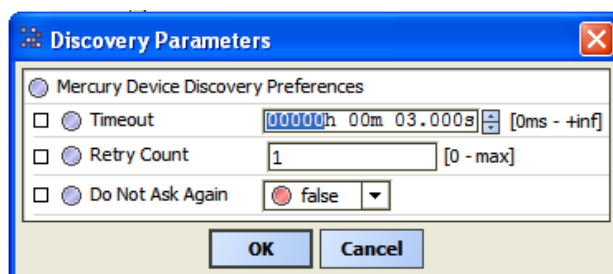 Discovery Parameters
Mercury Device Discovery Preferences
Timeout 00000h 00m 03.000s [0ms - +inf]
Retry Count 1 [0 - max]
Do Not Ask Again false
OK Cancel